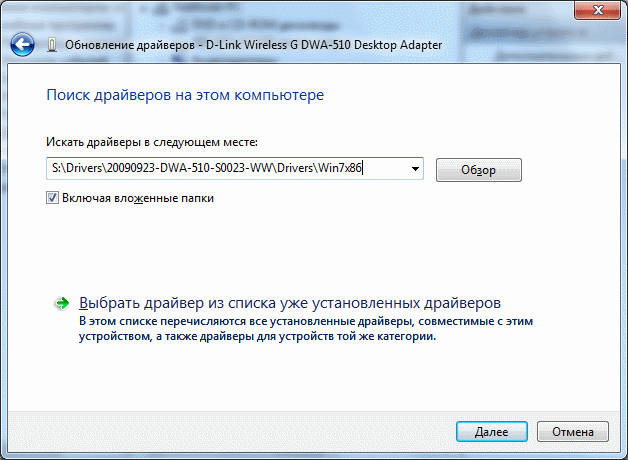 Обновление драйверов - D-Link Wireless G DWA-510 Desktop Adapter
Поиск драйверов на этом компьютере
Искать драйверы в следующем месте:
S:\Drivers\20090923-DWA-510-S0023-WW\Drivers\Win7x86
Обзор
Включая вложенные папки
Выбрать драйвер из списка уже установленных драйверов
В этом списке перечисляются все установленные драйверы, совместимые с этим
устройством, а также драйверы для устройств той же категории.
Далее
Отмена